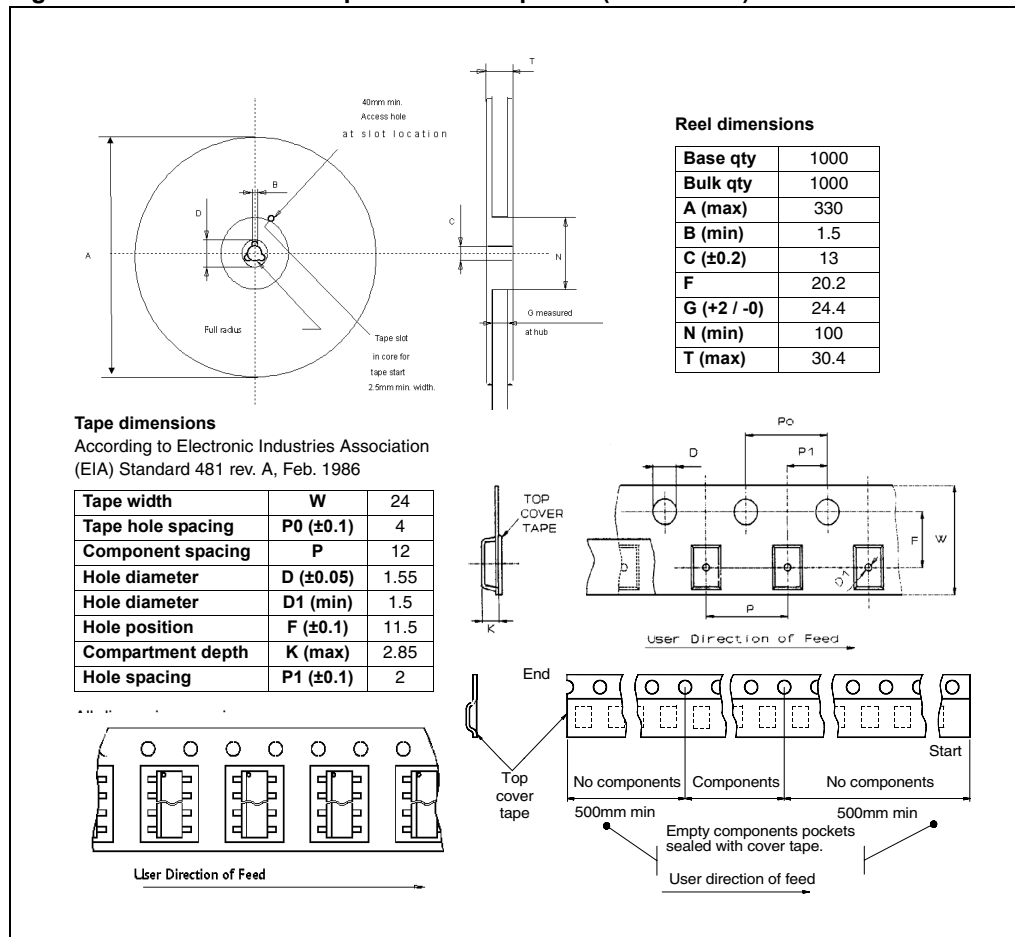 40mm min.
Access hole
at slot location
T
B
D
C
A
N
Full radius
G measured
at hub
Tape slot
in core for
tape start
2.5mm min. width.
Reel dimensions
Base qty 1000
Bulk qty 1000
A (max) 330
B (min) 1.5
C (±0.2) 13
F 20.2
G (+2 / -0) 24.4
N (min) 100
T (max) 30.4
Tape dimensions
According to Electronic Industries Association
(EIA) Standard 481 rev. A, Feb. 1986
Tape width W 24
Tape hole spacing P0 (±0.1) 4
Component spacing P 12
Hole diameter D (±0.05) 1.55
Hole diameter D1 (min) 1.5
Hole position F (±0.1) 11.5
Compartment depth K (max) 2.85
Hole spacing P1 (±0.1) 2
TOP
COVER
TAPE
K
Po
D
P1
F
W
D1
P
User Direction of Feed
End
Start
Top
cover
tape
No components
Components
No components
500mm min
500mm min
Empty components pockets
sealed with cover tape.
User direction of feed
User Direction of Feed